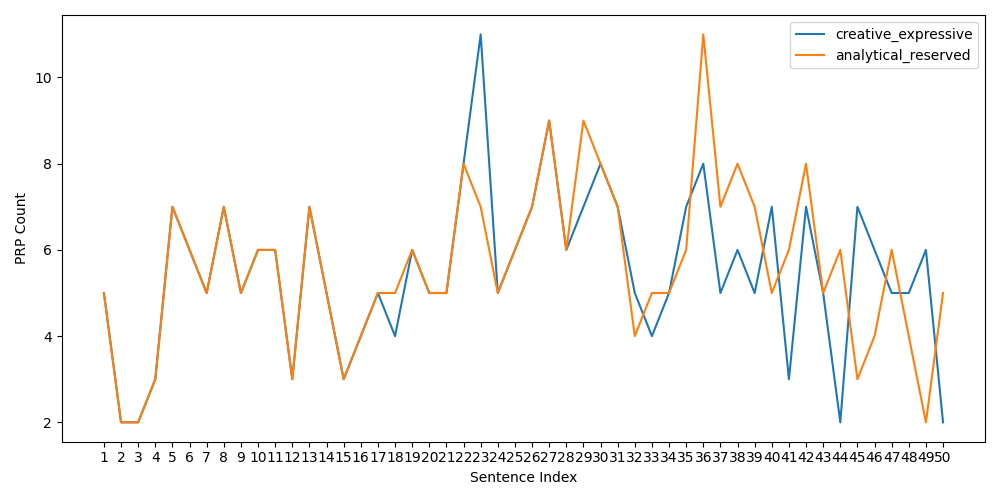 creative_expressive
analytical_reserved
10
8
6
4
2
PRP Count
1 2 3 4 5 6 7 8 9 10 11 12 13 14 15 16 17 18 19 20 21 22 23 24 25 26 27 28 29 30 31 32 33 34 35 36 37 38 39 40 41 42 43 44 45 46 47 48 49 50
Sentence Index